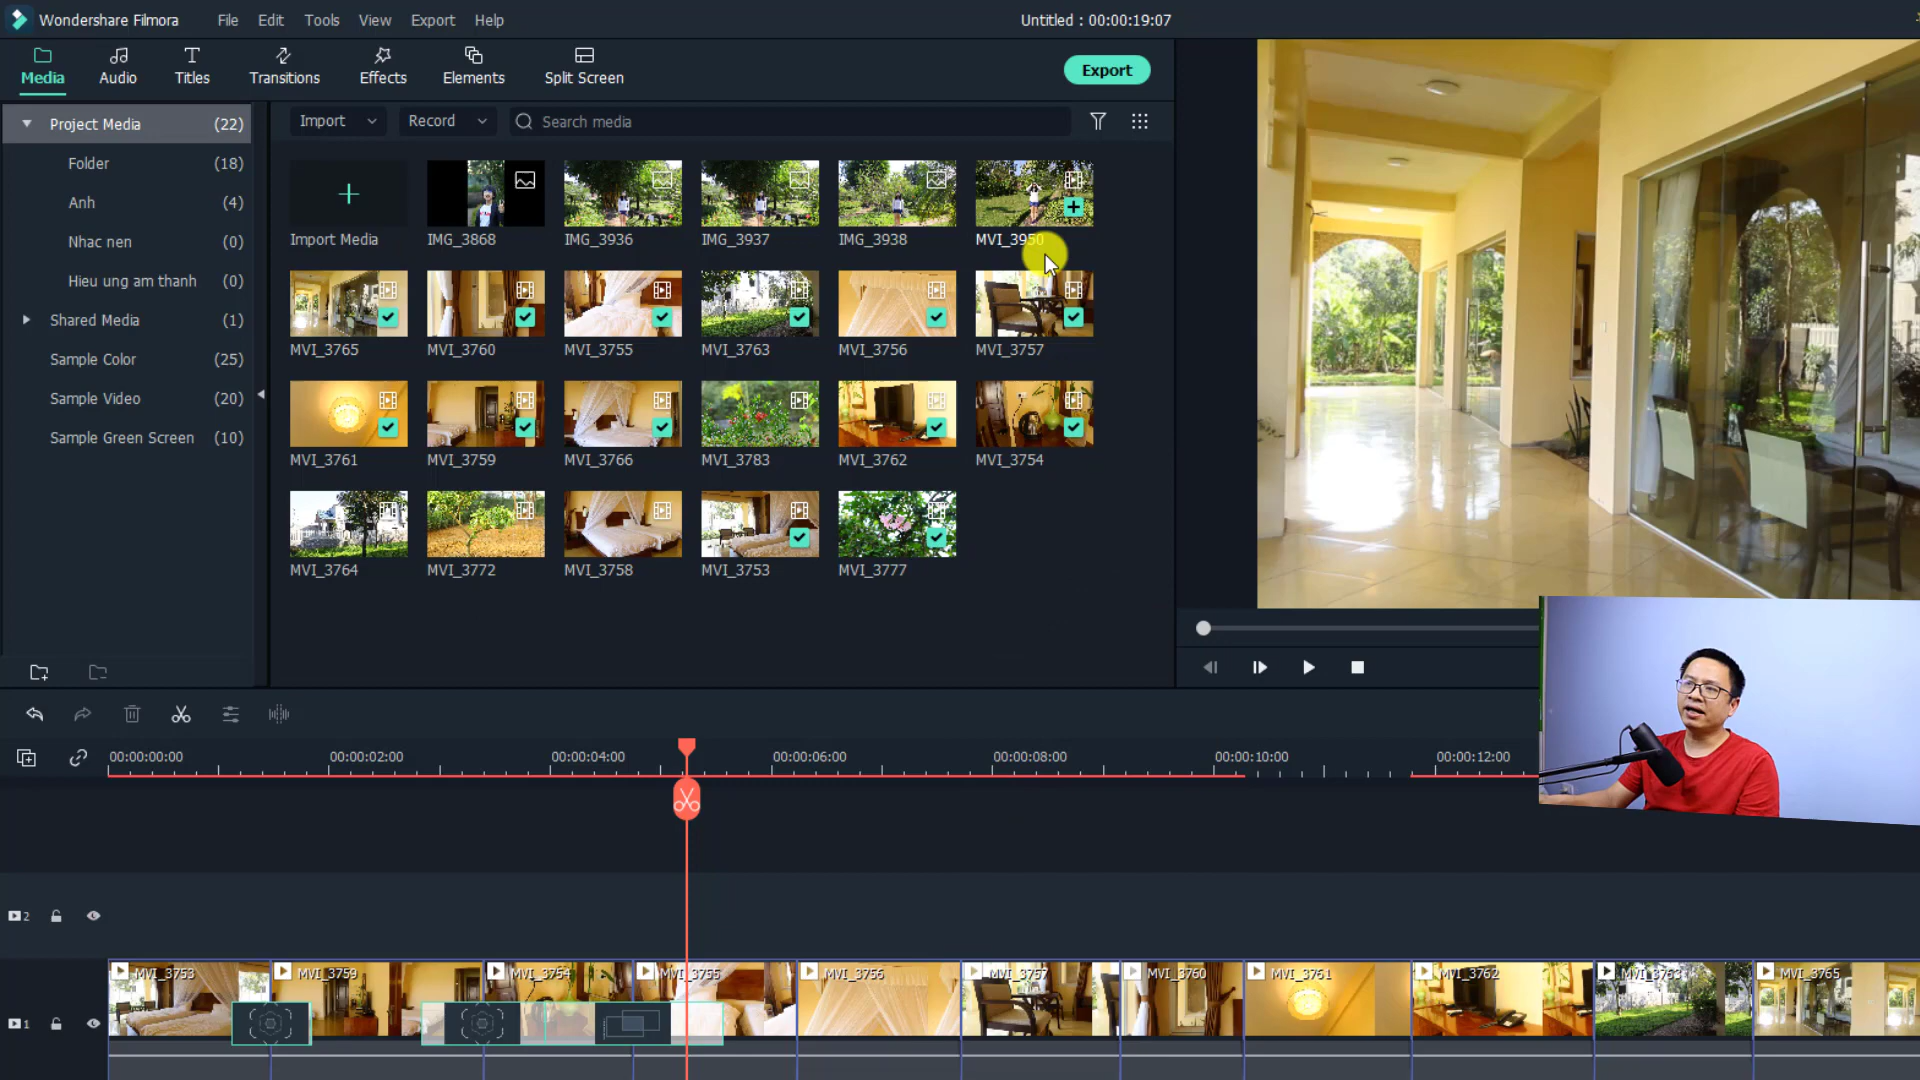 Wondershare Filmora
File Edit Tools View Export Help
Untitled : 00:00:19:07
Media Audio Titles Transitions Effects Elements Split Screen
Export
Project Media (22)
Folder (18)
Anh (4)
Nhac nen (0)
Hieu ung am thanh (0)
Shared Media (1)
Sample Color (25)
Sample Video (20)
Sample Green Screen (10)
Import Record Search media
Import Media IMG_3868 IMG_3936 IMG_3937 IMG_3938 MVI_3950
MVI_3765 MVI_3760 MVI_3755 MVI_3763 MVI_3756 MVI_3757
MVI_3761 MVI_3759 MVI_3766 MVI_3783 MVI_3762 MVI_3754
MVI_3764 MVI_3772 MVI_3758 MVI_3753 MVI_3777
00:00:00:00 00:00:02:00 00:00:04:00 00:00:06:00 00:00:08:00 00:00:10:00 00:00:12:00
2
1
MVI_3753 MVI_3759 MVI_3754 MVI_3755 MVI_3756 MVI_3757 MVI_3760 MVI_3761 MVI_3762 MVI_3763 MVI_3765